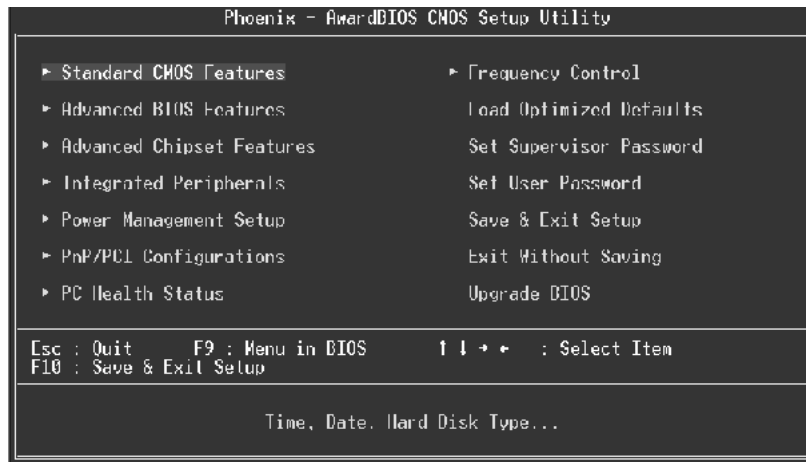 Phoenix - AwardBIOS CMOS Setup Utility
► Standard CMOS Features
► Advanced BIOS Features
► Advanced Chipset Features
► Integrated Peripherals
► Power Management Setup
► PnP/PCI Configurations
► PC Health Status
► Frequency Control
Load Optimized Defaults
Set Supervisor Password
Set User Password
Save & Exit Setup
Exit Without Saving
Upgrade BIOS
Esc : Quit F9 : Menu in BIOS ↑ ↓ → ← : Select Item
F10 : Save & Exit Setup
Time, Date, Hard Disk Type...